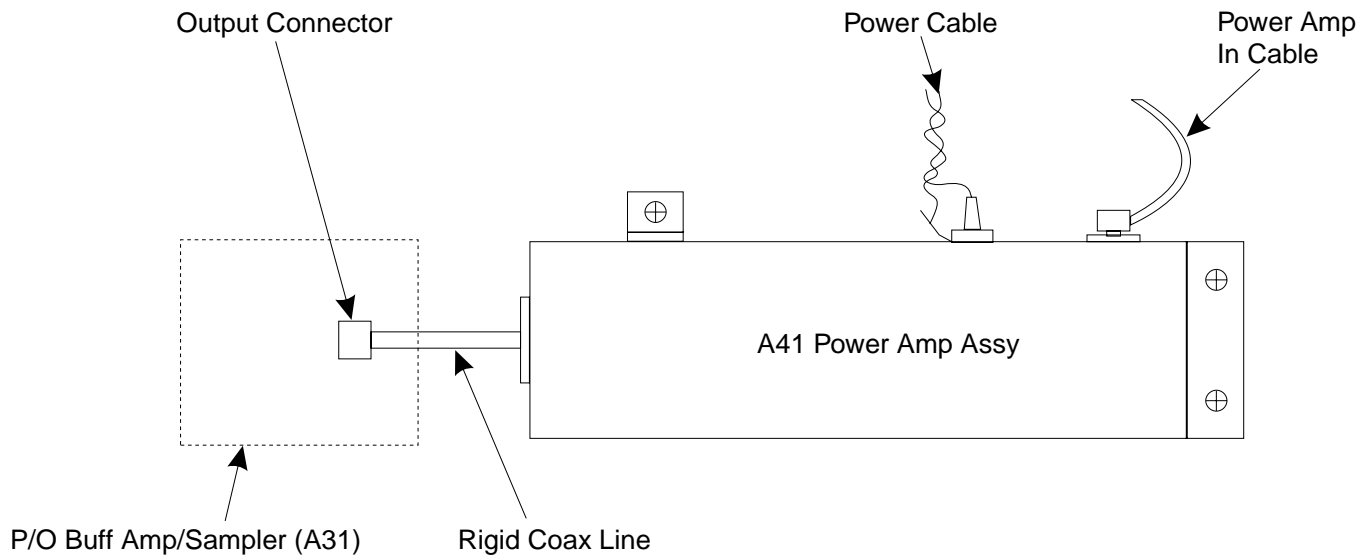 Output Connector
Power Cable
Power Amp
In Cable
A41 Power Amp Assy
P/O Buff Amp/Sampler (A31)
Rigid Coax Line